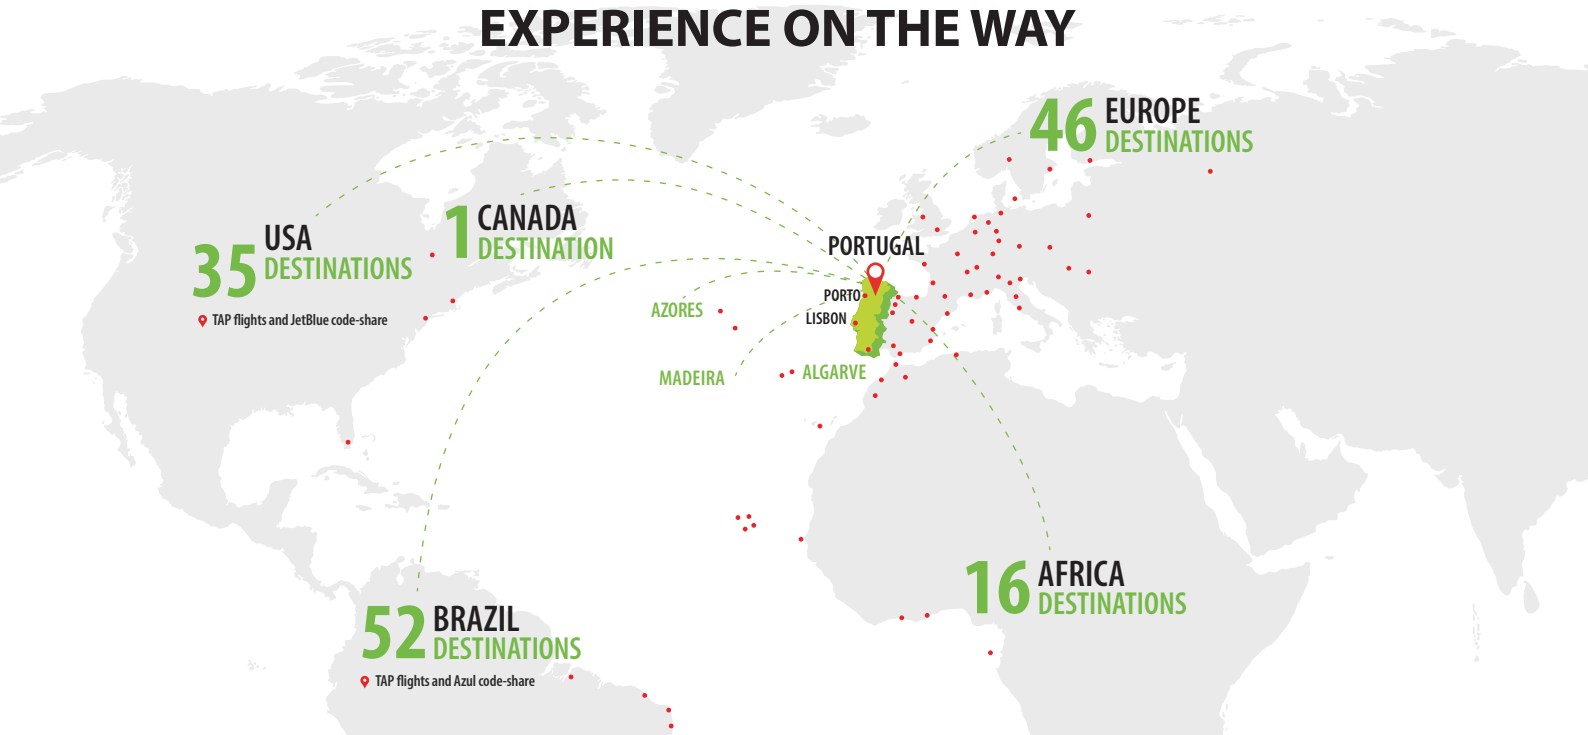 EXPERIENCE ON THE WAY
46 EUROPE
DESTINATIONS
1 CANADA
DESTINATION
35 USA
DESTINATIONS
TAP flights and JetBlue code-share
PORTUGAL
PORTO
LISBON
AZORES
MADEIRA
ALGARVE
16 AFRICA
DESTINATIONS
52 BRAZIL
DESTINATIONS
TAP flights and Azul code-share